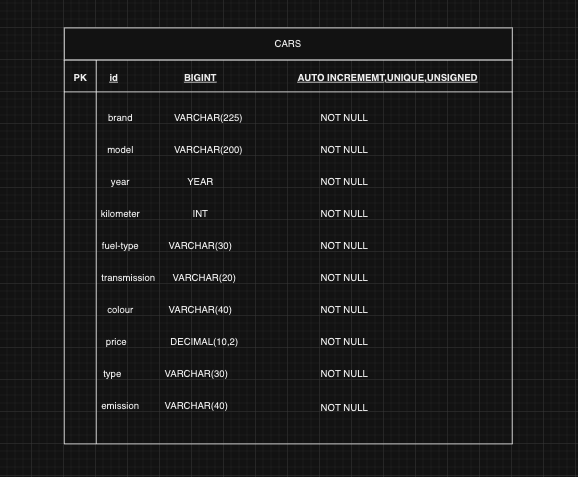 CARS
PK id BIGINT AUTO INCREMEMT,UNIQUE,UNSIGNED
brand VARCHAR(225) NOT NULL
model VARCHAR(200) NOT NULL
year YEAR NOT NULL
kilometer INT NOT NULL
fuel-type VARCHAR(30) NOT NULL
transmission VARCHAR(20) NOT NULL
colour VARCHAR(40) NOT NULL
price DECIMAL(10,2) NOT NULL
type VARCHAR(30) NOT NULL
emission VARCHAR(40) NOT NULL